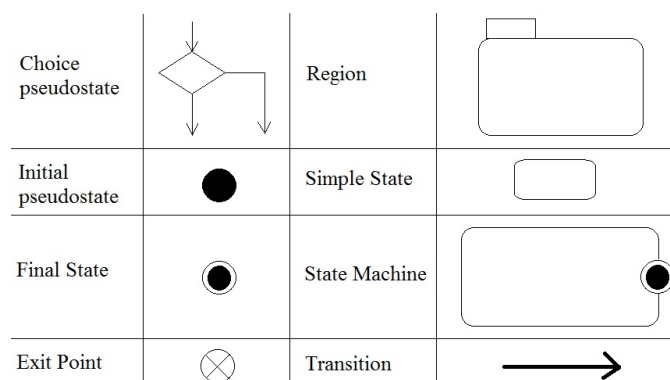 Choice
pseudostate
Region
Initial
pseudostate
Simple State
Final State
State Machine
Exit Point
Transition